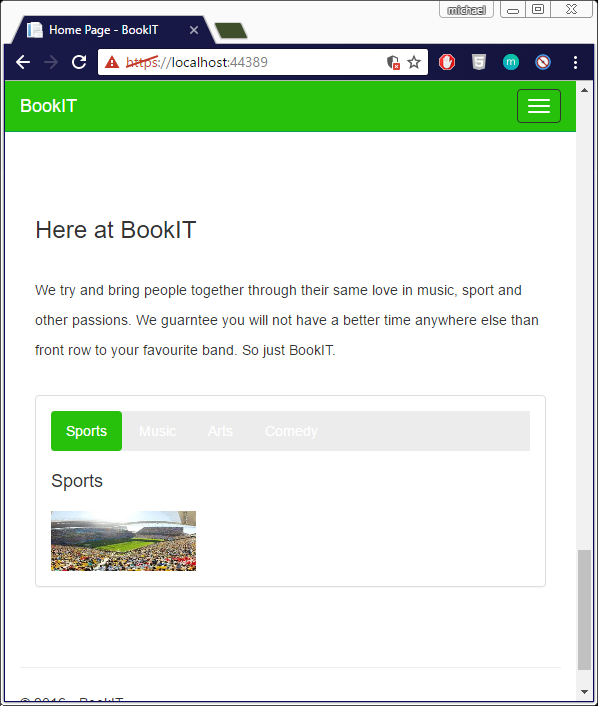 michael
Home Page - BookIT
https://localhost:44389
BookIT
Here at BookIT
We try and bring people together through their same love in music, sport and
other passions. We guarntee you will not have a better time anywhere else than
front row to your favourite band. So just BookIT.
Sports Music Arts Comedy
Sports
© 2016 - BookIT